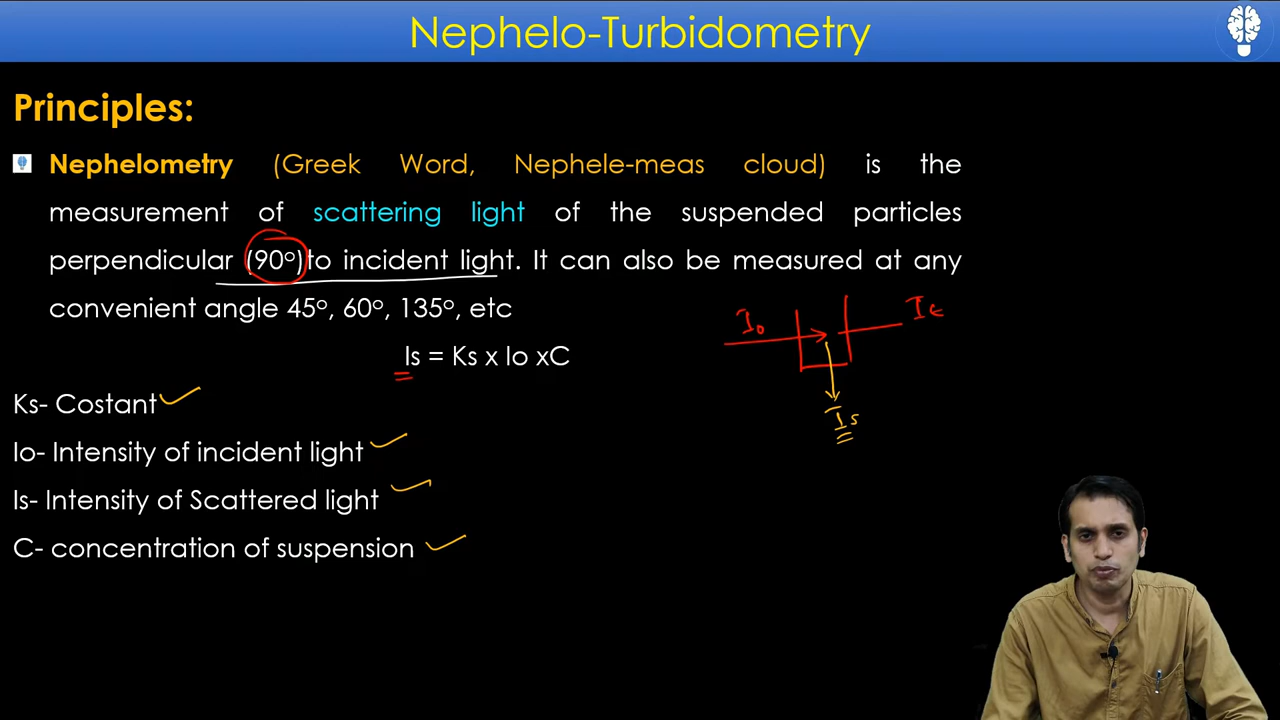 Nephelo-Turbidometry
Principles:
Nephelometry (Greek Word, Nephele-meas cloud) is the
measurement of scattering light of the suspended particles
perpendicular (90°)to incident light. It can also be measured at any
convenient angle 45°, 60°, 135°, etc
I₀ It
Is = Ks x Io xC
Ks- Costant
Is
Io- Intensity of incident light
Is- Intensity of Scattered light
C- concentration of suspension